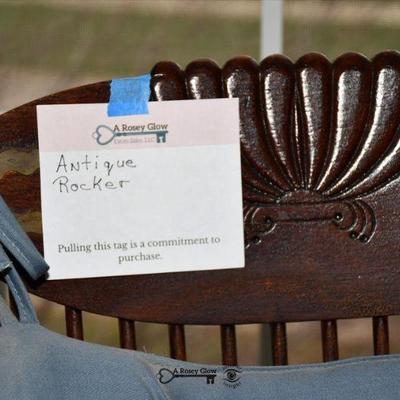 A Rosey Glow
Estate Sales, LLC
Antique
Rocker
Pulling this tag is a commitment to
purchase.
A Rosey Glow